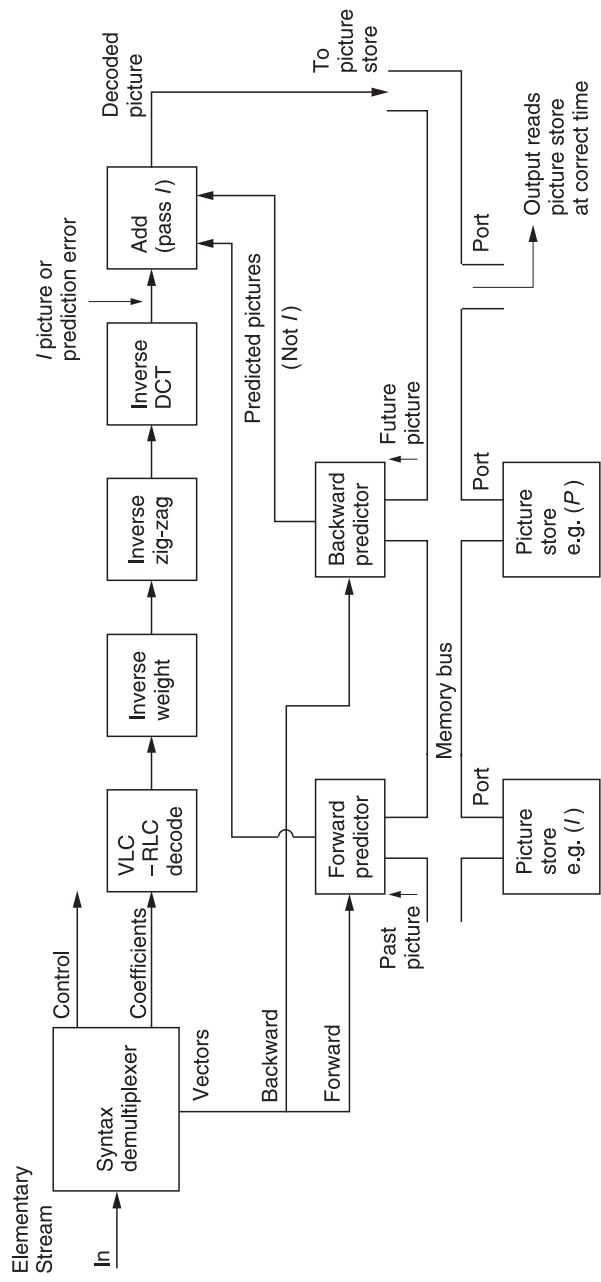 Elementary
Stream
In
Syntax
demultiplexer
Control
Coefficients
Vectors
Backward
Forward
VLC
–RLC
decode
Inverse
weight
Inverse
zig-zag
Inverse
DCT
I picture or
prediction error
Add
(pass I)
Decoded
picture
To
picture
store
Predicted pictures
(Not I)
Forward
predictor
Past
picture
Backward
predictor
Future
picture
Memory bus
Port
Picture
store
e.g. (I)
Port
Picture
store
e.g. (P)
Port
Output reads
picture store
at correct time